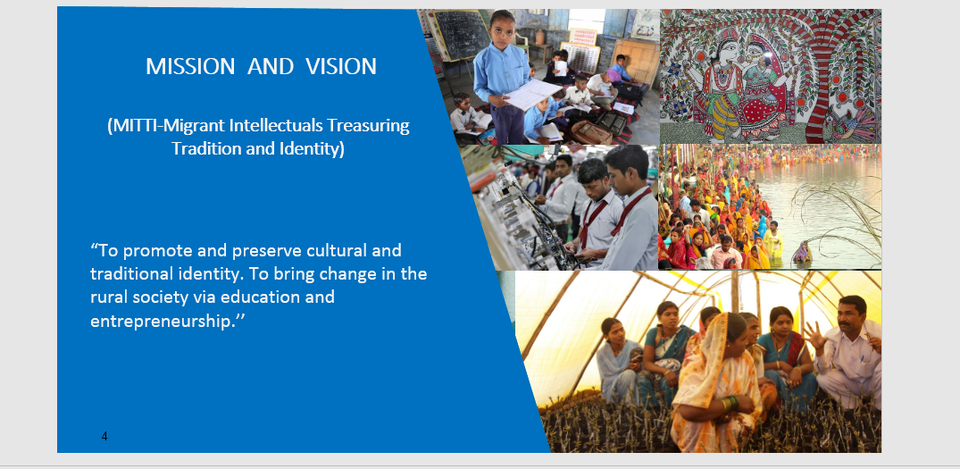 MISSION AND VISION
(MITTI-Migrant Intellectuals Treasuring
Tradition and Identity)
“To promote and preserve cultural and
traditional identity. To bring change in the
rural society via education and
entrepreneurship.’’
4